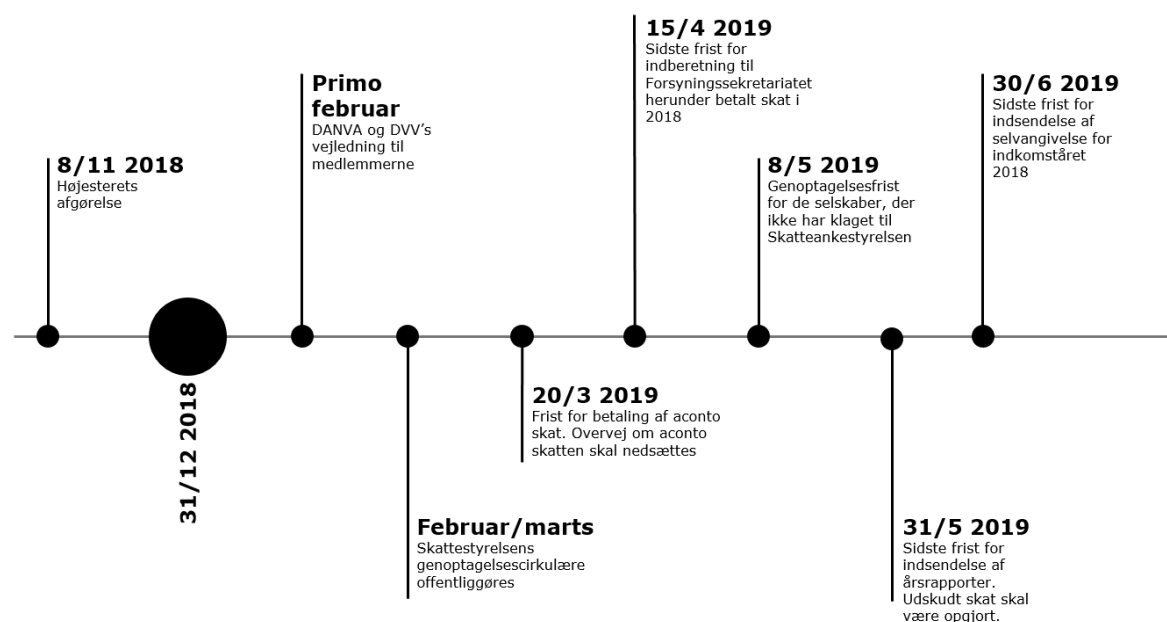 8/11 2018
Højesterets
afgørelse
31/12 2018
Primo
februar
DANVA og DVV's
vejledning til
medlemmerne
Februar/marts
Skattestyrelsens
genoptagelsescirkulære
offentliggøres
20/3 2019
Frist for betaling af aconto
skat. Overvej om aconto
skatten skal nedsættes
15/4 2019
Sidste frist for
indberetning til
Forsyningssekretariatet
herunder betalt skat i
2018
8/5 2019
Genoptagelsesfrist
for de selskaber, der
ikke har klaget til
Skatteankestyrelsen
31/5 2019
Sidste frist for
indsendelse af
årsrapporter.
Udskudt skat skal
være opgjort.
30/6 2019
Sidste frist for
indsendelse af
selvangivelse for
indkomståret
2018